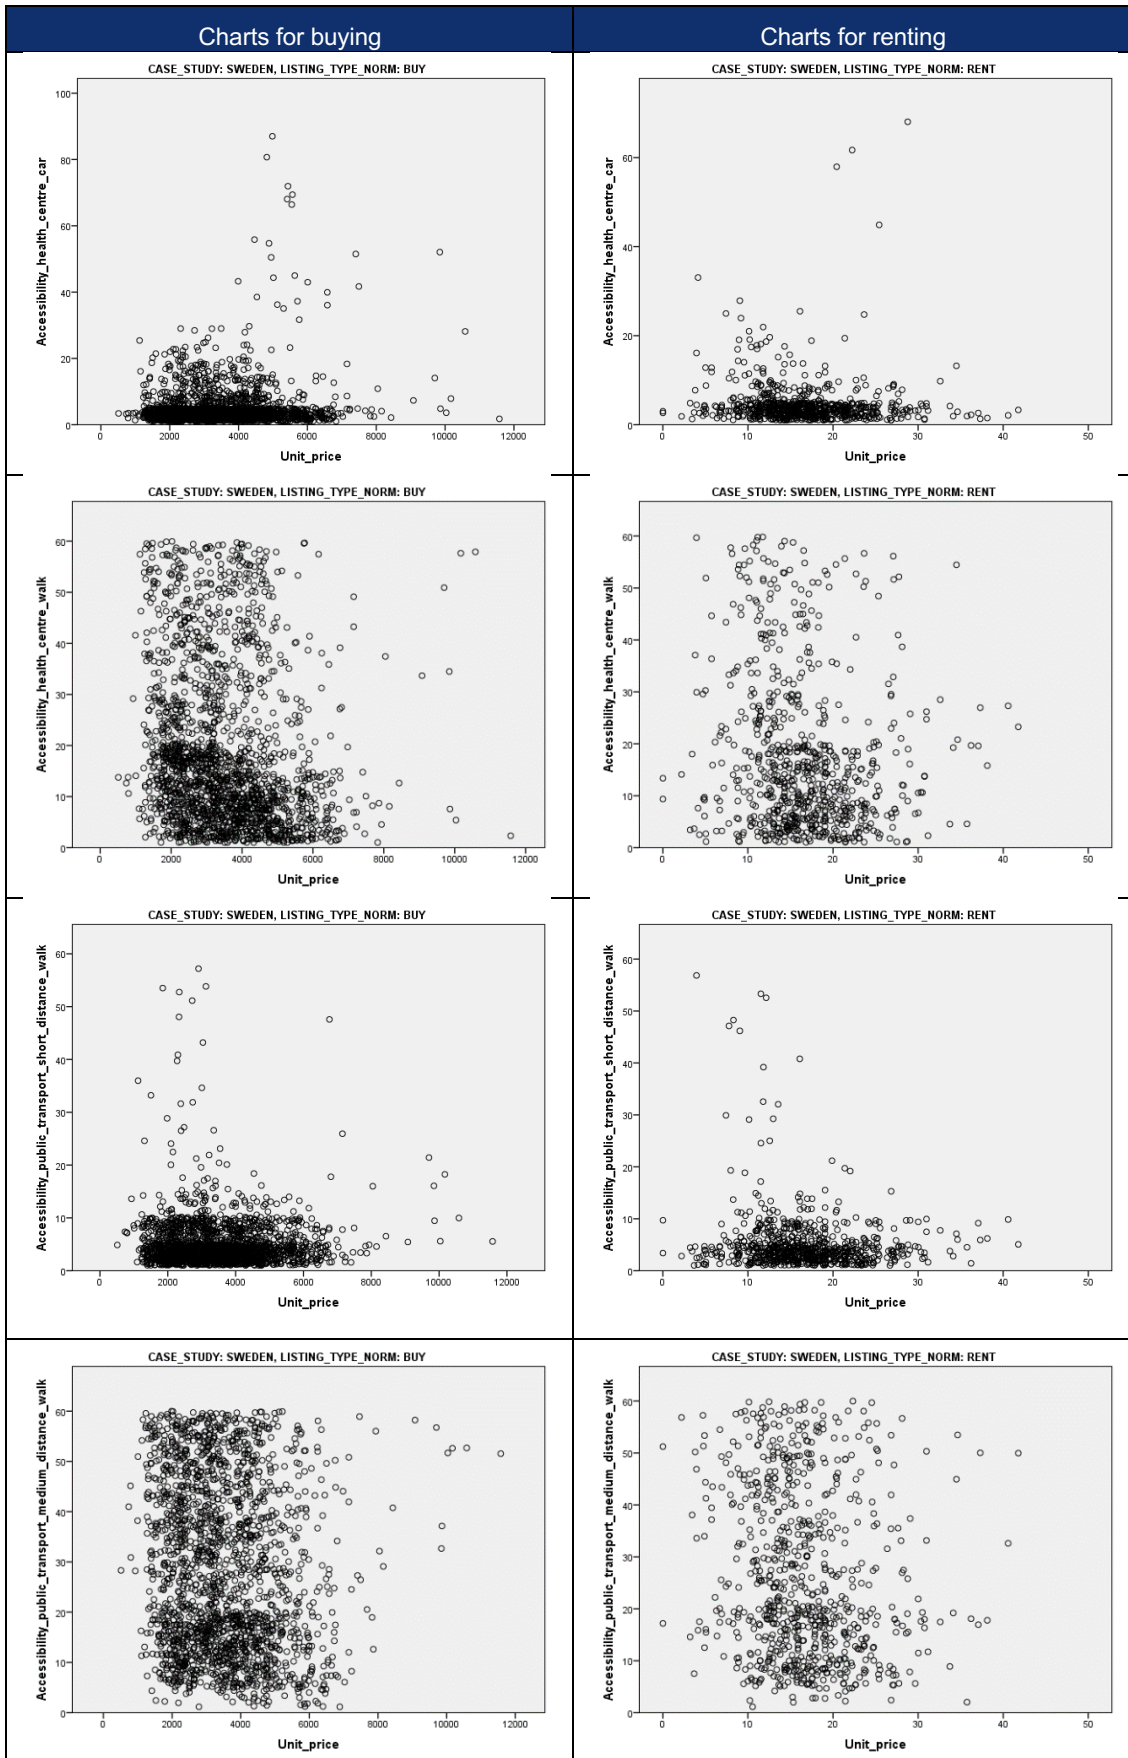 Charts for buying
Charts for renting
CASE_STUDY: SWEDEN, LISTING_TYPE_NORM: BUY
Accessibility_health_centre_car
100
80
60
40
20
0
0 2000 4000 6000 8000 10000 12000
Unit_price
CASE_STUDY: SWEDEN, LISTING_TYPE_NORM: RENT
Accessibility_health_centre_car
60
40
20
0
0 10 20 30 40 50
Unit_price
CASE_STUDY: SWEDEN, LISTING_TYPE_NORM: BUY
Accessibility_health_centre_walk
60
50
40
30
20
10
0
0 2000 4000 6000 8000 10000 12000
Unit_price
CASE_STUDY: SWEDEN, LISTING_TYPE_NORM: RENT
Accessibility_health_centre_walk
60
50
40
30
20
10
0
0 10 20 30 40 50
Unit_price
CASE_STUDY: SWEDEN, LISTING_TYPE_NORM: BUY
Accessibility_public_transport_short_distance_walk
60
50
40
30
20
10
0
0 2000 4000 6000 8000 10000 12000
Unit_price
CASE_STUDY: SWEDEN, LISTING_TYPE_NORM: RENT
Accessibility_public_transport_short_distance_walk
60
50
40
30
20
10
0
0 10 20 30 40 50
Unit_price
CASE_STUDY: SWEDEN, LISTING_TYPE_NORM: BUY
Accessibility_public_transport_medium_distance_walk
60
50
40
30
20
10
0
0 2000 4000 6000 8000 10000 12000
Unit_price
CASE_STUDY: SWEDEN, LISTING_TYPE_NORM: RENT
Accessibility_public_transport_medium_distance_walk
60
50
40
30
20
10
0
0 10 20 30 40 50
Unit_price